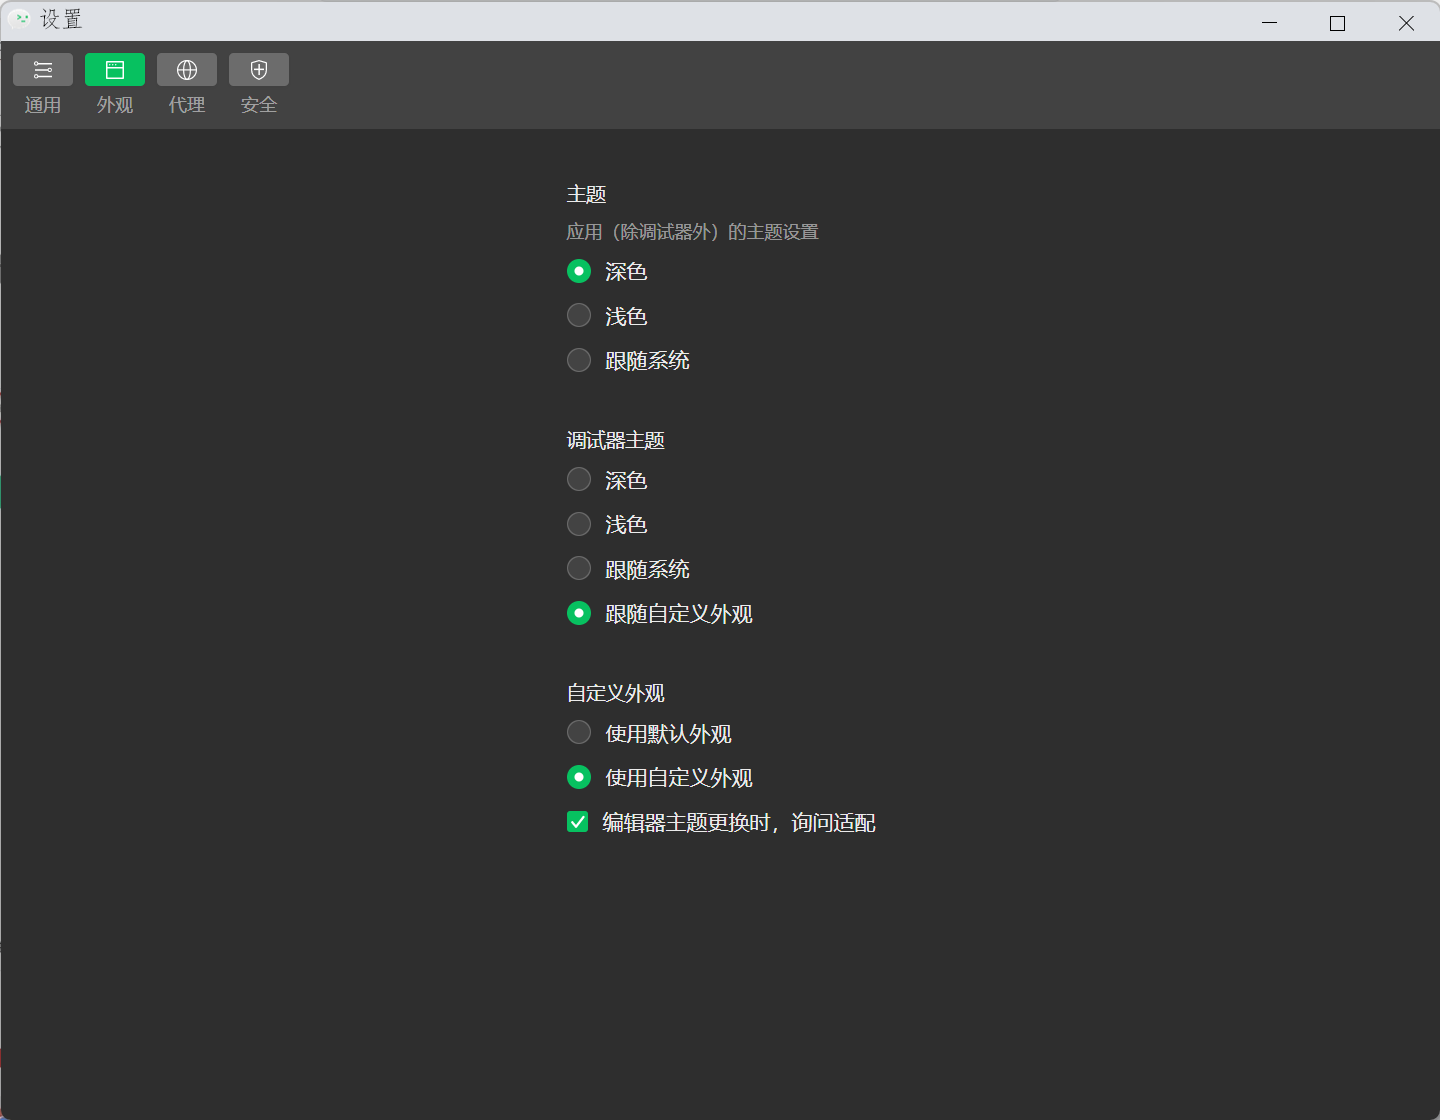 设置
通用 外观 代理 安全
主题
应用（除调试器外）的主题设置
深色
浅色
跟随系统
调试器主题
深色
浅色
跟随系统
跟随自定义外观
自定义外观
使用默认外观
使用自定义外观
编辑器主题更换时，询问适配